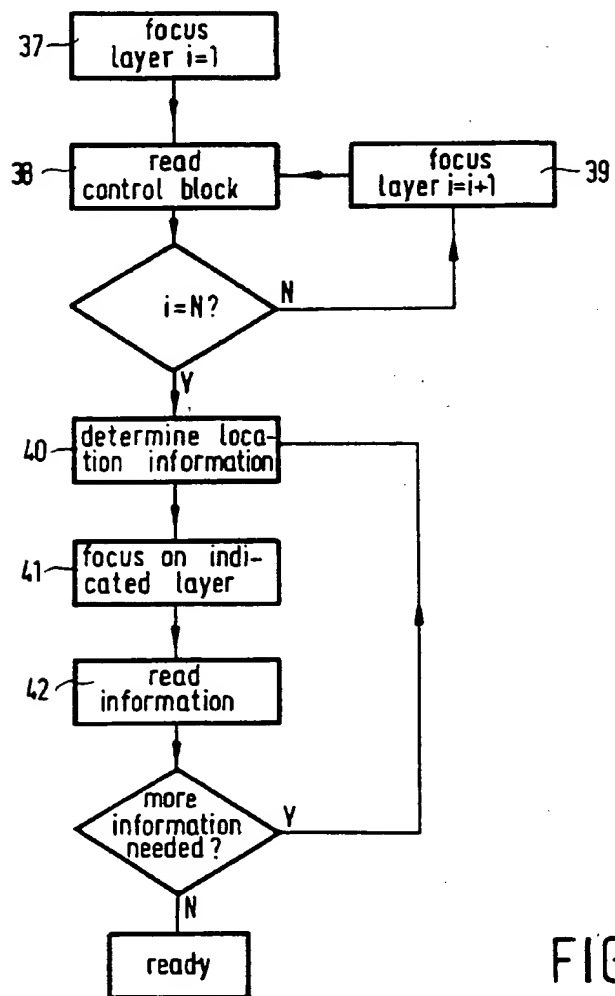 37
focus
layer i=1
38
read
control block
focus
layer i=i+1
39
i=N?
N
Y
40
determine loca-
tion information
41
focus on indi-
cated layer
42
read
information
more
information
needed?
Y
N
ready
FIG